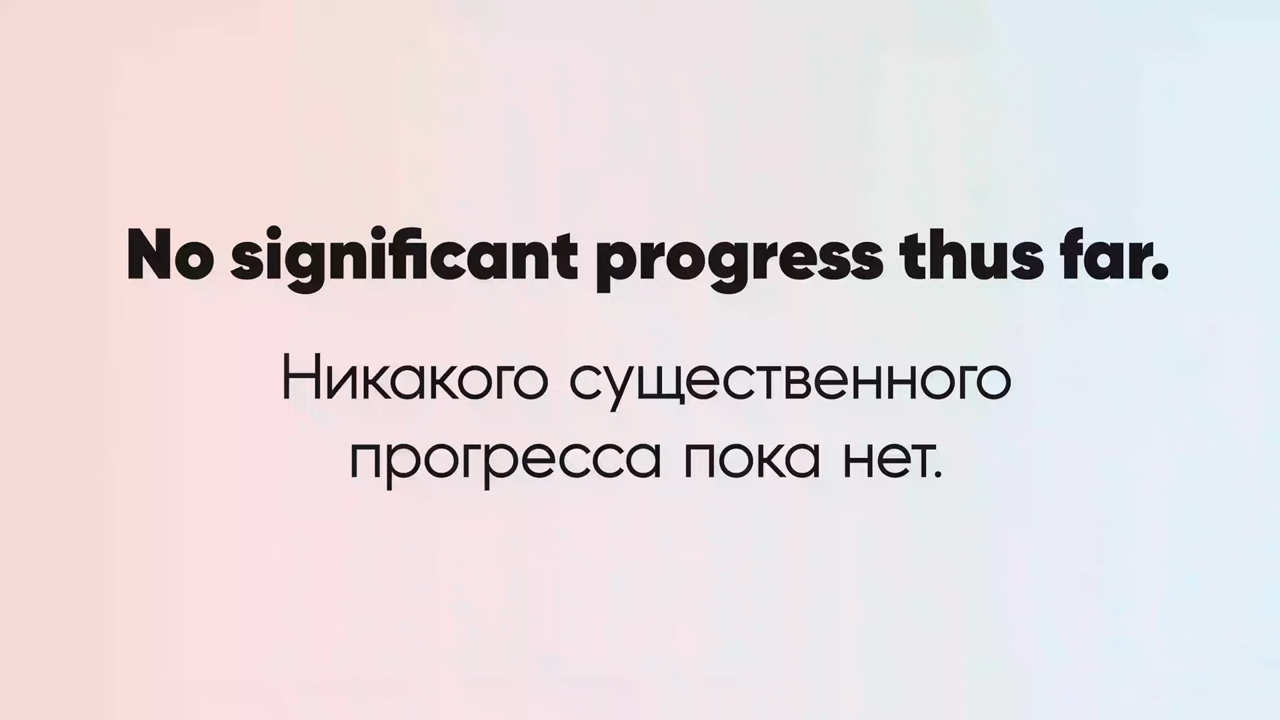 No significant progress thus far.
Никакого существенного
прогресса пока нет.